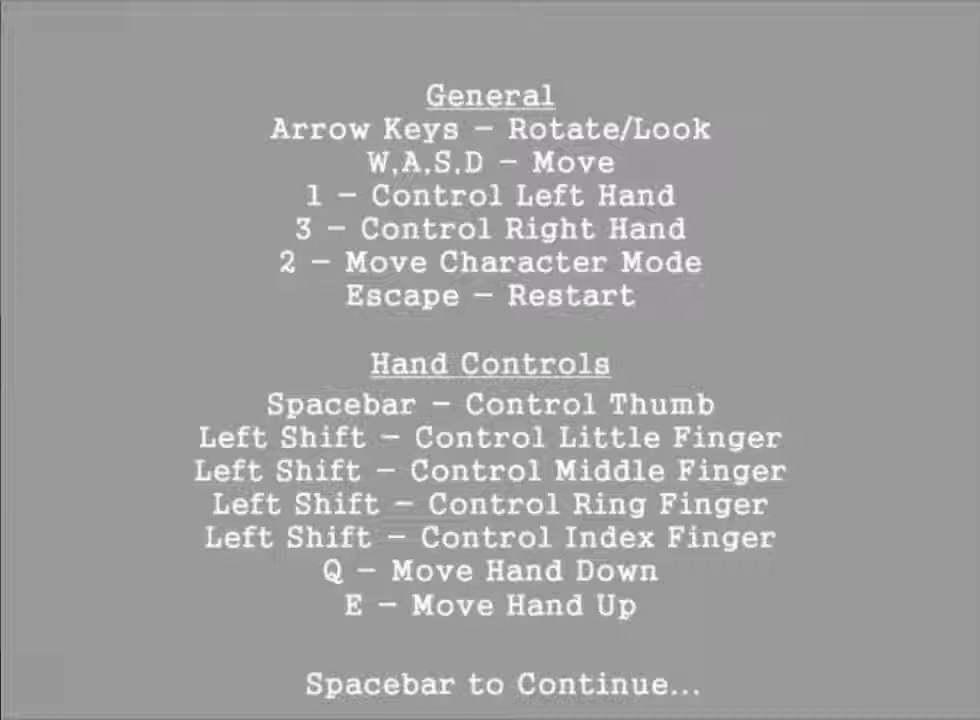 General
Arrow Keys – Rotate/Look
W,A,S,D – Move
1 – Control Left Hand
3 – Control Right Hand
2 – Move Character Mode
Escape – Restart
Hand Controls
Spacebar – Control Thumb
Left Shift – Control Little Finger
Left Shift – Control Middle Finger
Left Shift – Control Ring Finger
Left Shift – Control Index Finger
Q – Move Hand Down
E – Move Hand Up
Spacebar to Continue...